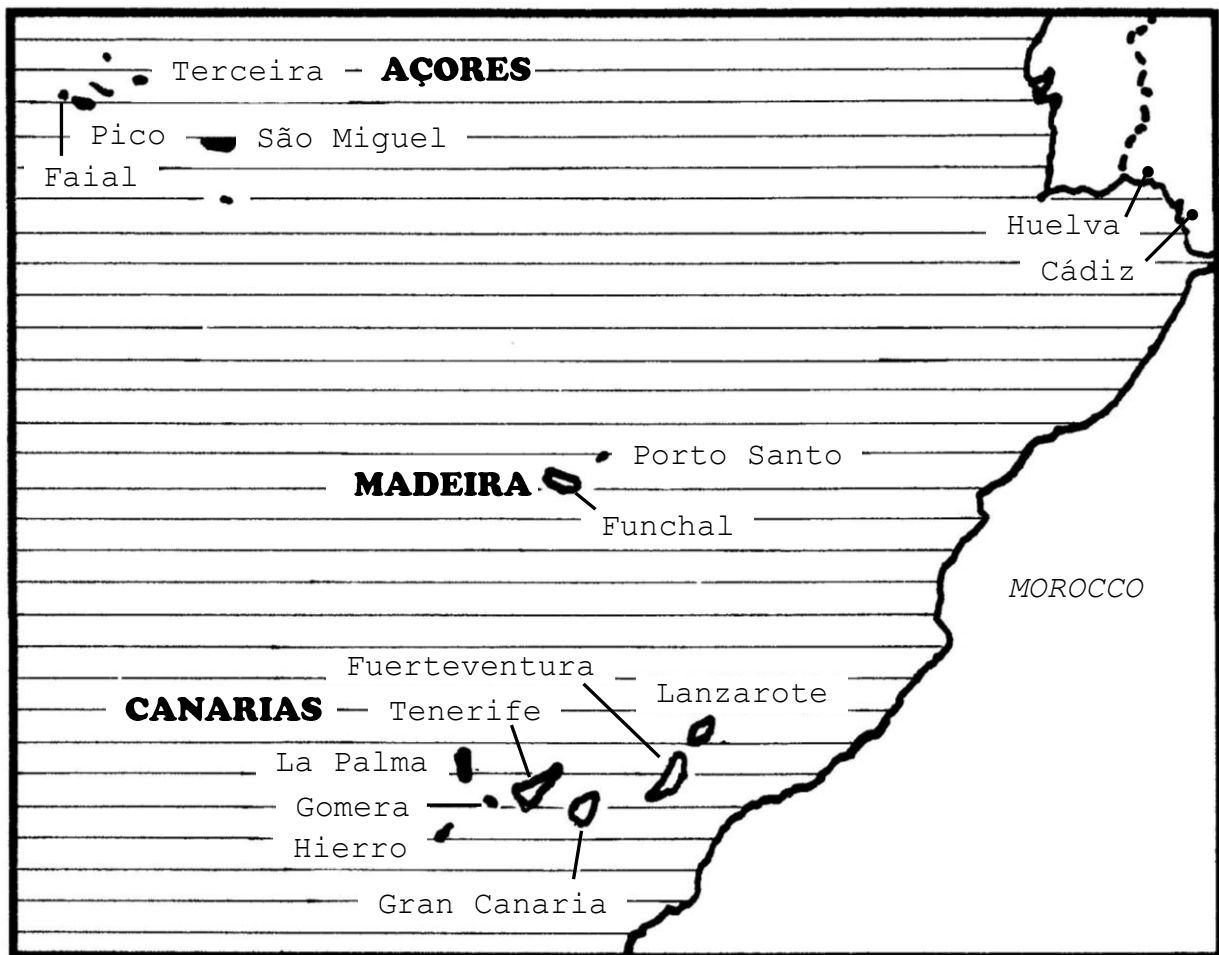 Terceira
AÇORES
Pico
São Miguel
Faial
Huelva
Cádiz
Porto Santo
MADEIRA
Funchal
MOROCCO
Fuerteventura
Lanzarote
CANARIAS
Tenerife
La Palma
Gomera
Hierro
Gran Canaria